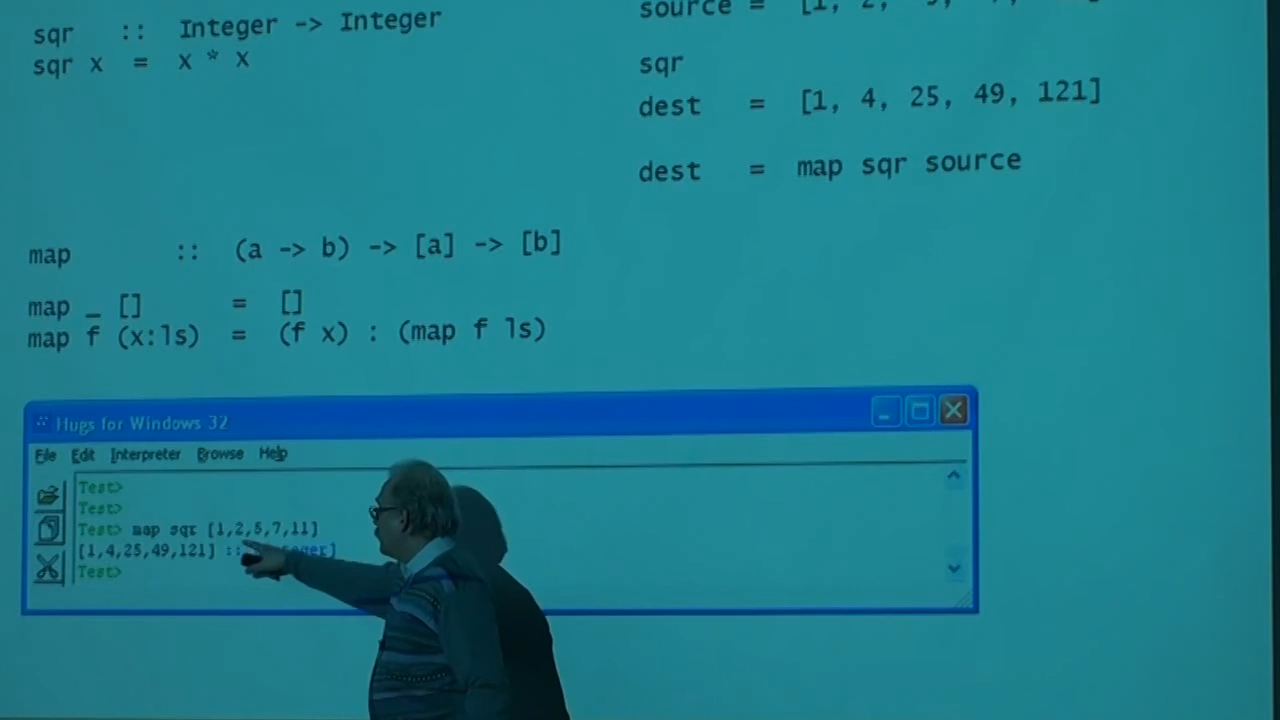 sqr :: Integer -> Integer
sqr x = x * x
source = [1, 2,
sqr
dest = [1, 4, 25, 49, 121]
dest = map sqr source
map :: (a -> b) -> [a] -> [b]
map _ [] = []
map f (x:ls) = (f x) : (map f ls)
Hugs for Windows 32
File Edit Interpreter Browse Help
Test>
Test>
Test> map sqr [1,2,5,7,11]
[1,4,25,49,121] ::
Test>